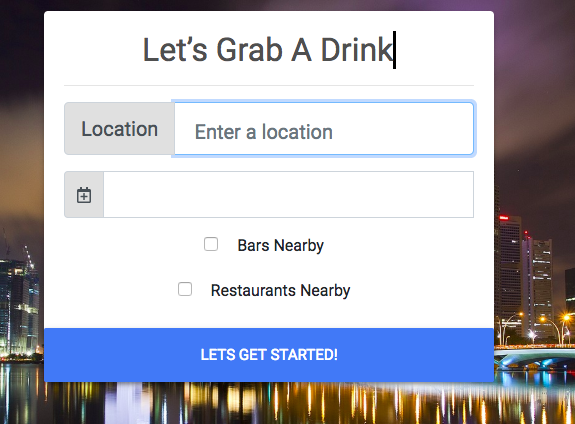 Let’s Grab A Drink
Location
Enter a location
Bars Nearby
Restaurants Nearby
LETS GET STARTED!